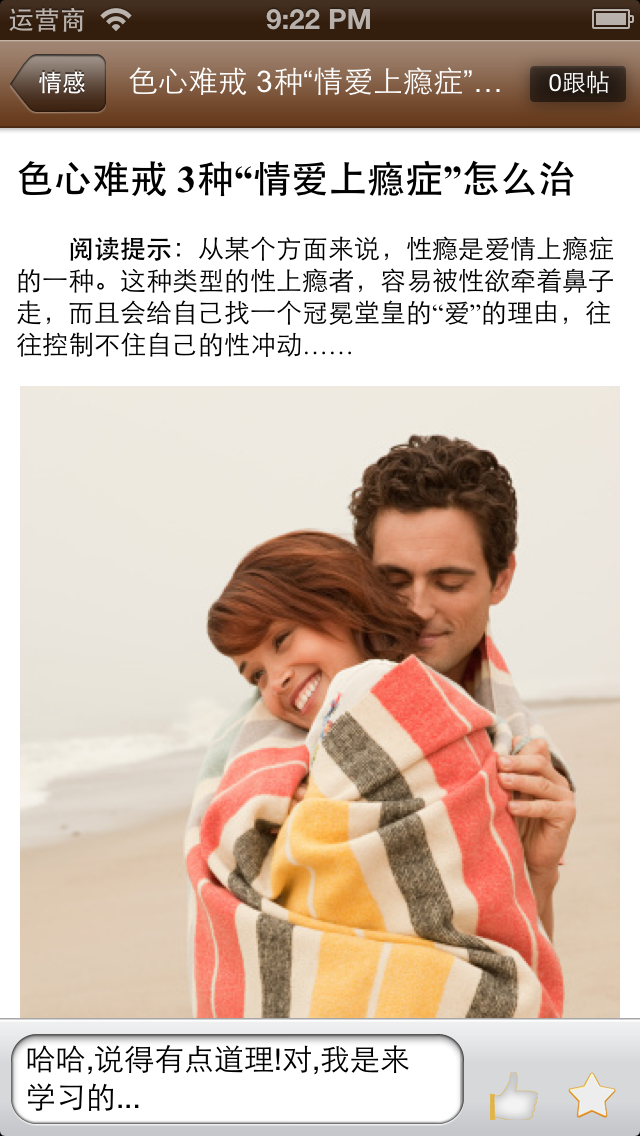 运营商 9:22 PM
情感 色心难戒 3种“情爱上瘾症”… 0跟帖
色心难戒 3种“情爱上瘾症”怎么治
阅读提示：从某个方面来说，性瘾是爱情上瘾症
的一种。这种类型的性上瘾者，容易被性欲牵着鼻子
走，而且会给自己找一个冠冕堂皇的“爱”的理由，往
往控制不住自己的性冲动……
哈哈,说得有点道理!对,我是来
学习的...